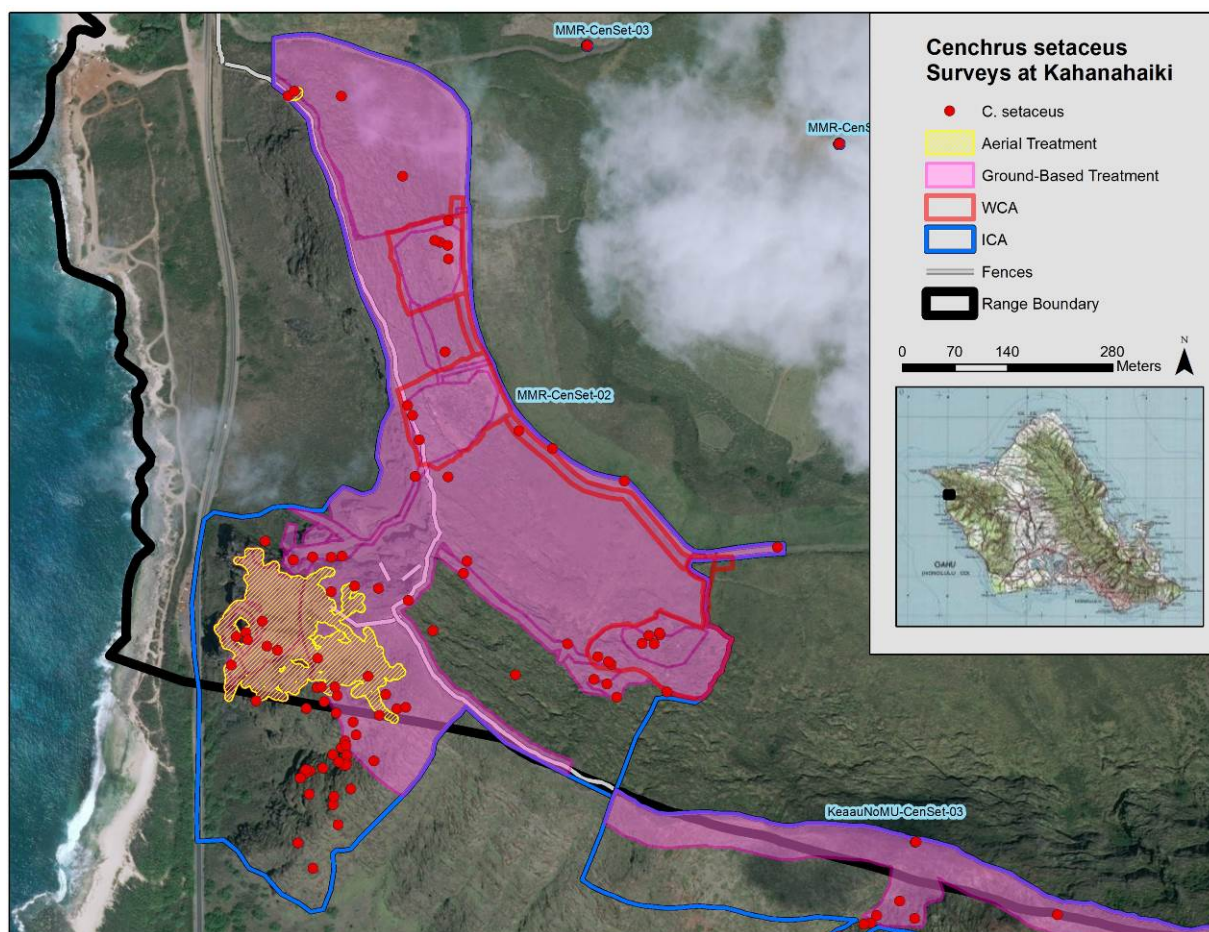 MMR-CenSet-03
MMR-CenS
MMR-CenSet-02
KeaauNoMU-CenSet-03
Cenchrus setaceus
Surveys at Kahanahaiki
C. setaceus
Aerial Treatment
Ground-Based Treatment
WCA
ICA
Fences
Range Boundary
N
0 70 140 280
Meters
OAHU